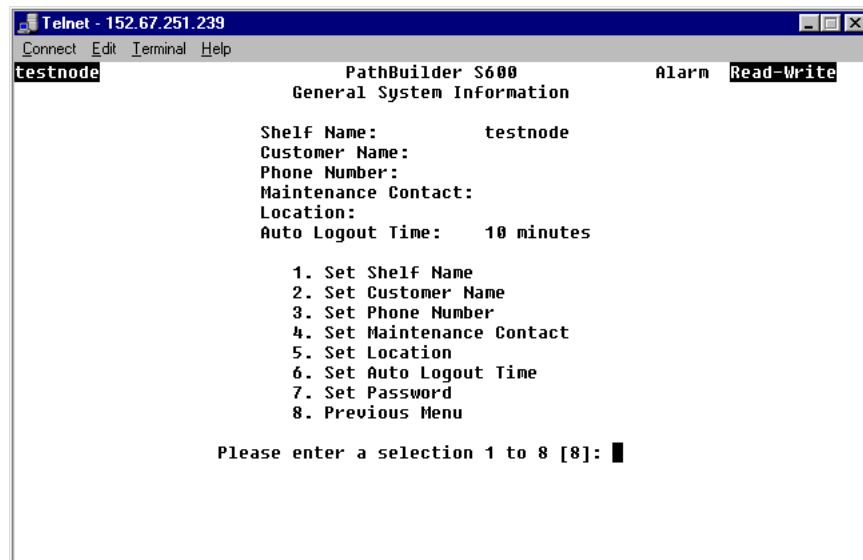 Telnet - 152.67.251.239
Connect Edit Terminal Help
testnode PathBuilder S600 Alarm Read-Write
General System Information
Shelf Name: testnode
Customer Name:
Phone Number:
Maintenance Contact:
Location:
Auto Logout Time: 10 minutes
1. Set Shelf Name
2. Set Customer Name
3. Set Phone Number
4. Set Maintenance Contact
5. Set Location
6. Set Auto Logout Time
7. Set Password
8. Previous Menu
Please enter a selection 1 to 8 [8]: